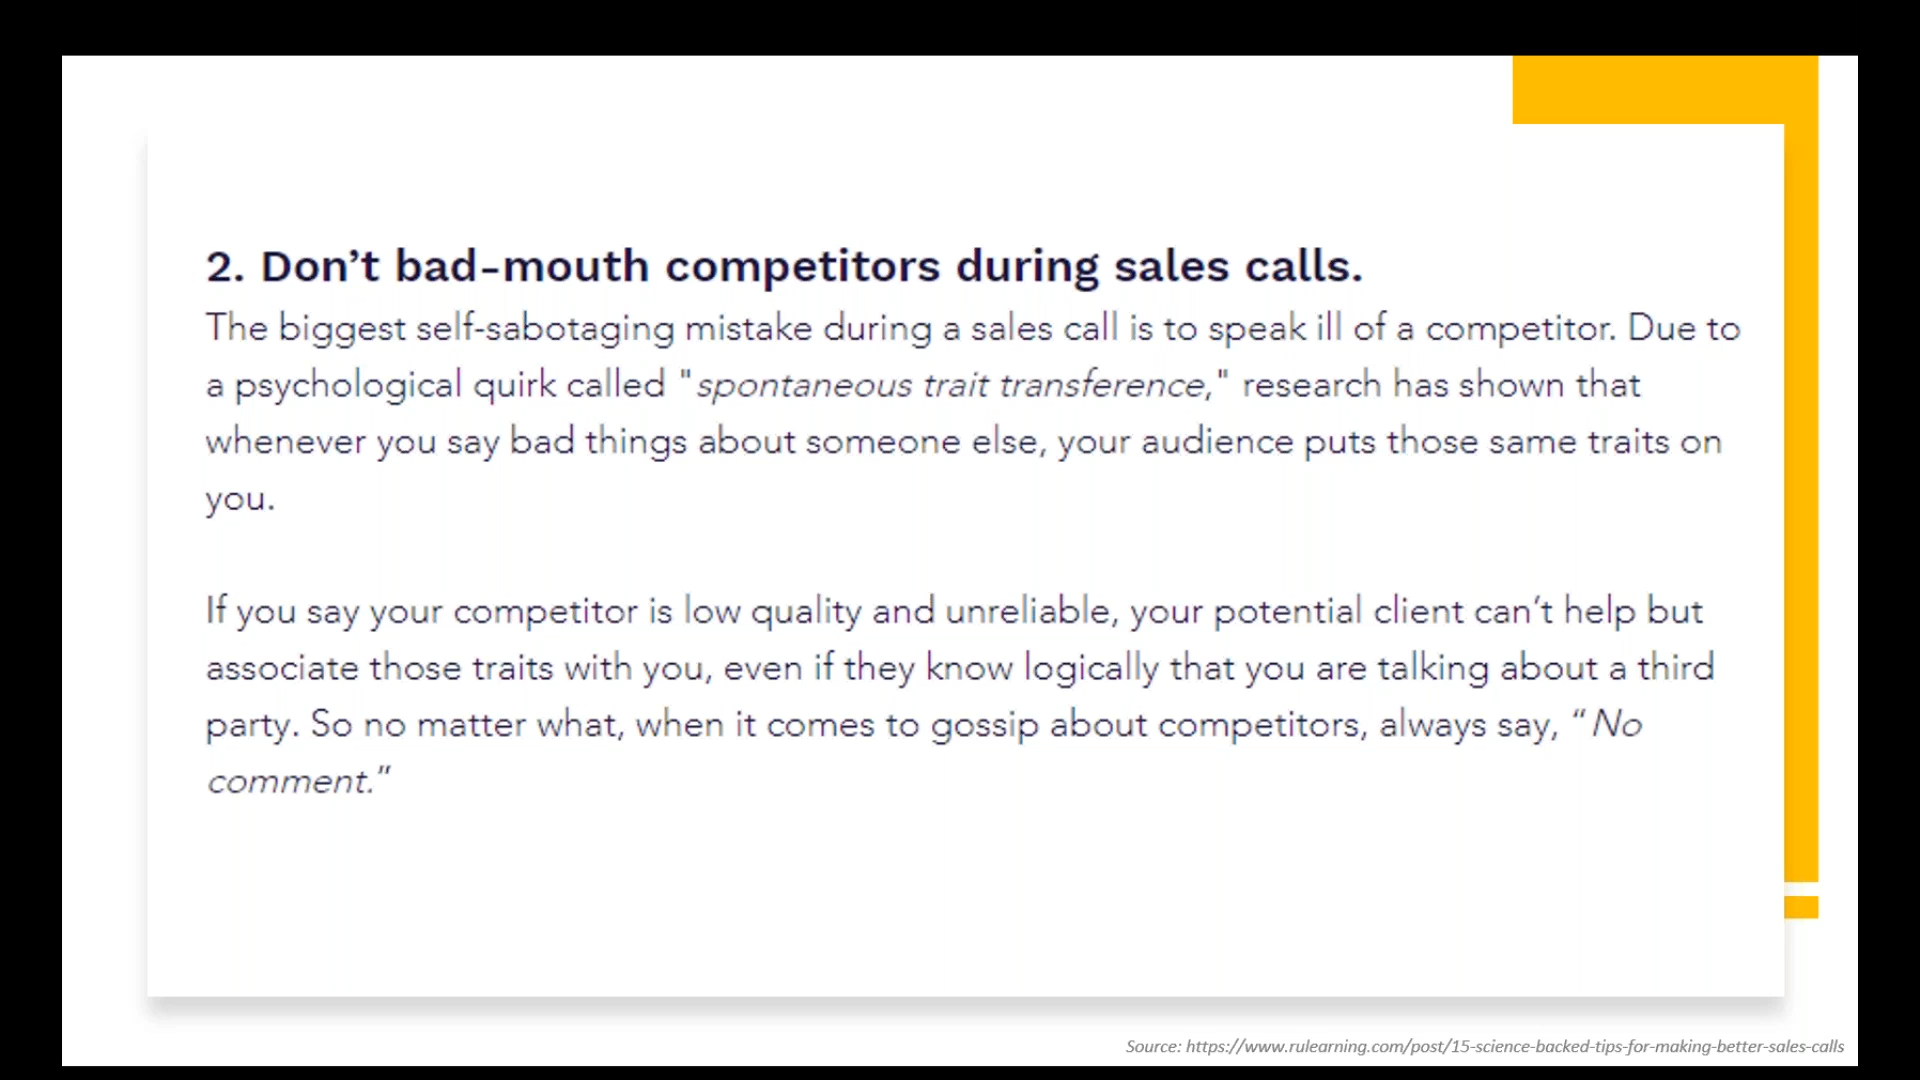 2. Don’t bad-mouth competitors during sales calls.
The biggest self-sabotaging mistake during a sales call is to speak ill of a competitor. Due to
a psychological quirk called "spontaneous trait transference," research has shown that
whenever you say bad things about someone else, your audience puts those same traits on
you.
If you say your competitor is low quality and unreliable, your potential client can’t help but
associate those traits with you, even if they know logically that you are talking about a third
party. So no matter what, when it comes to gossip about competitors, always say, “No
comment.”
Source: https://www.rulearning.com/post/15-science-backed-tips-for-making-better-sales-calls